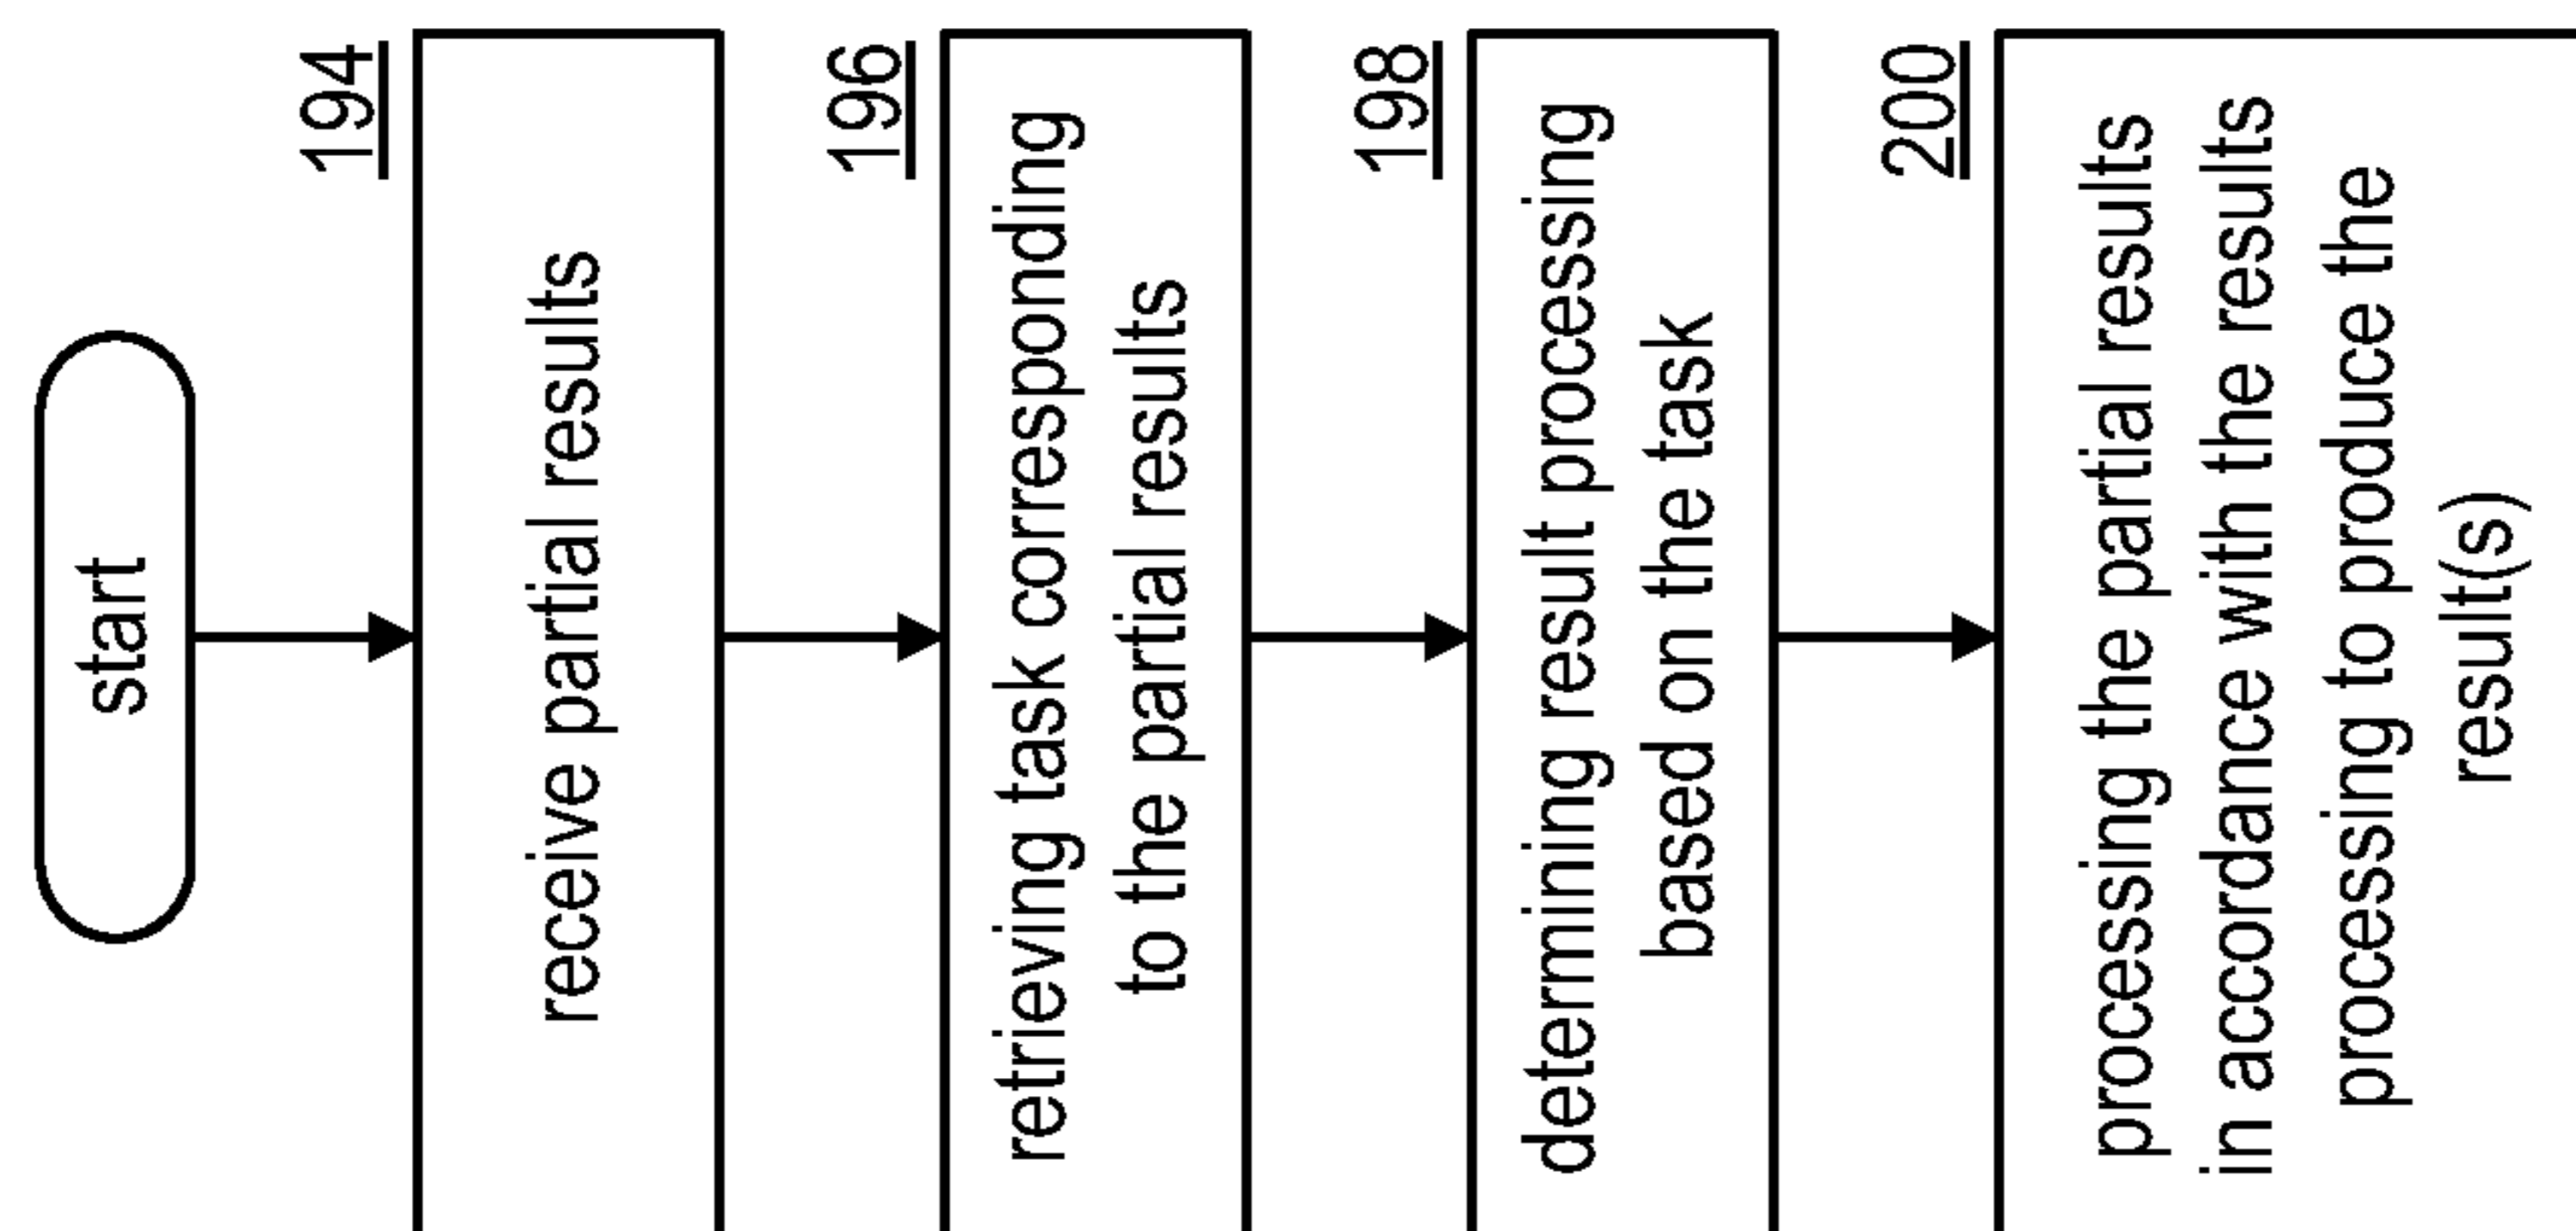 start
194
receive partial results
196
retrieving task corresponding
to the partial results
198
determining result processing
based on the task
200
processing the partial results
in accordance with the results
processing to produce the
result(s)